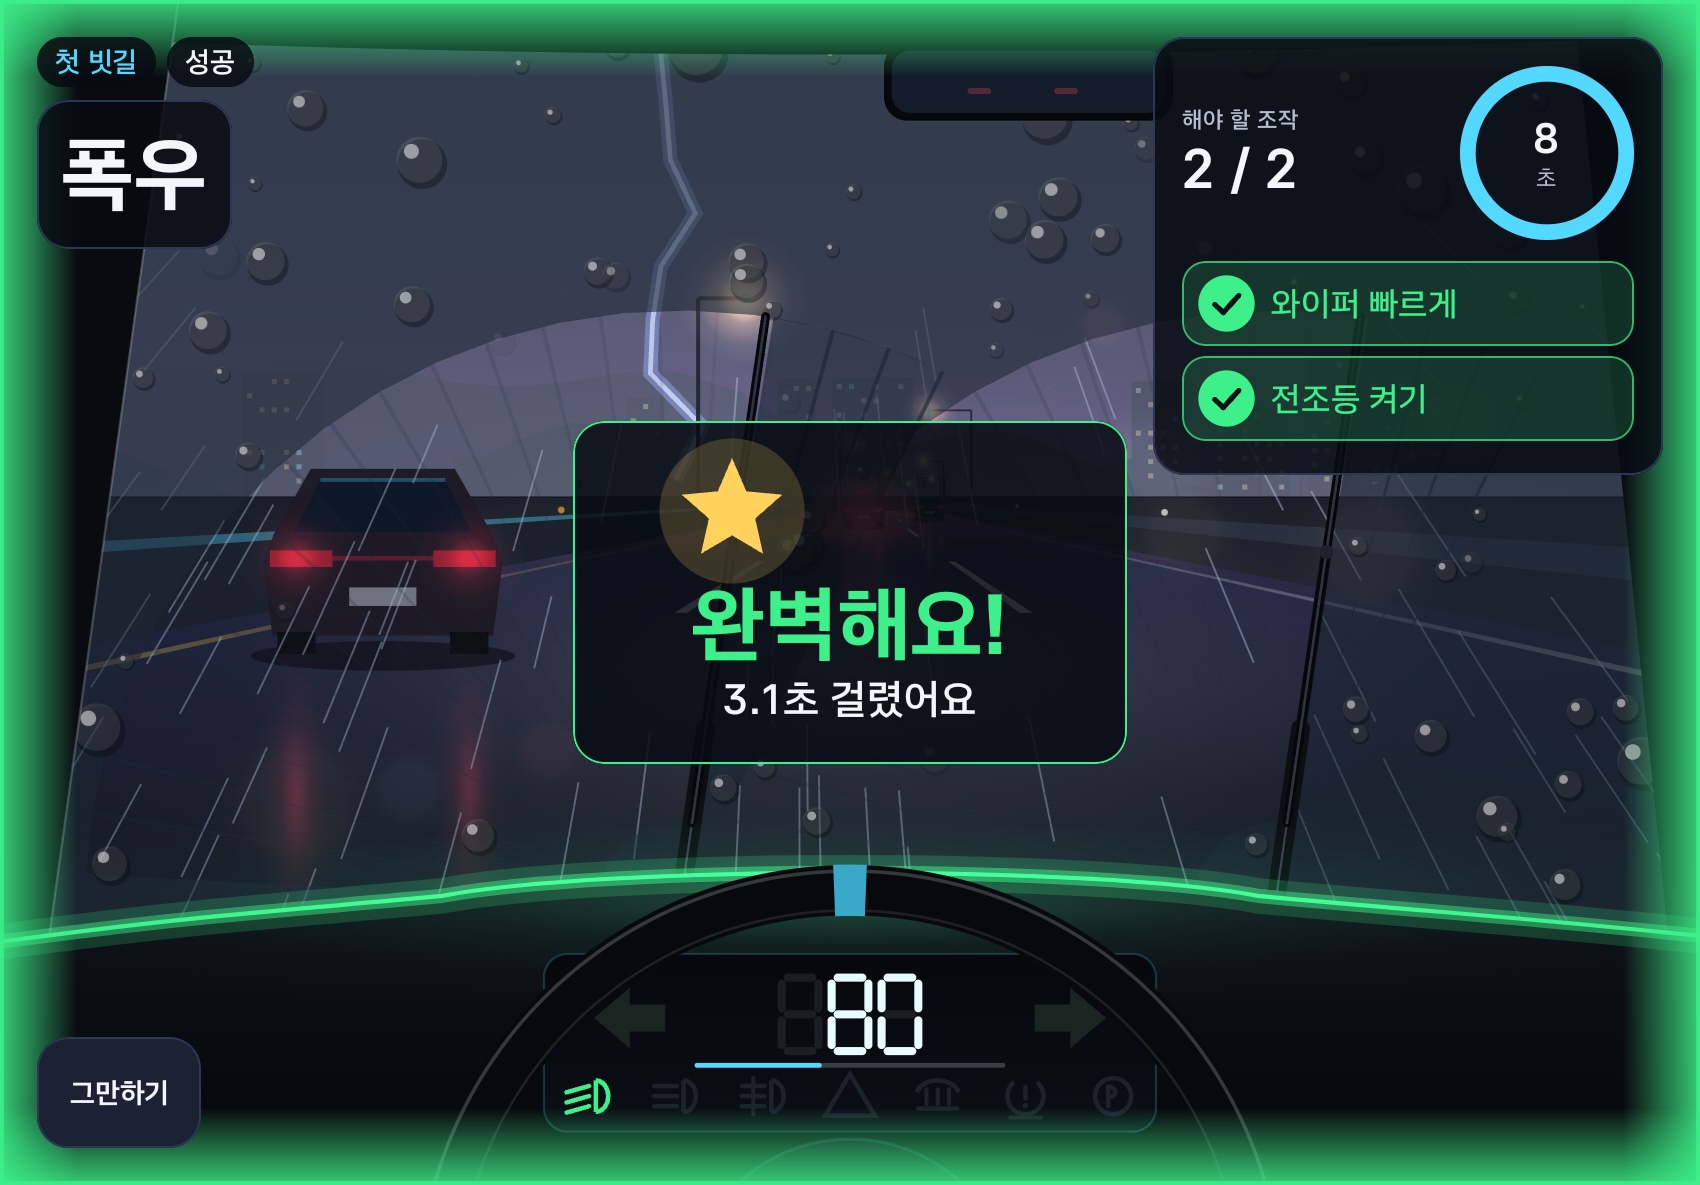 첫 빗길
성공
폭우
해야 할 조작
2 / 2
8
초
와이퍼 빠르게
전조등 켜기
완벽해요!
3.1초 걸렸어요
80
그만하기